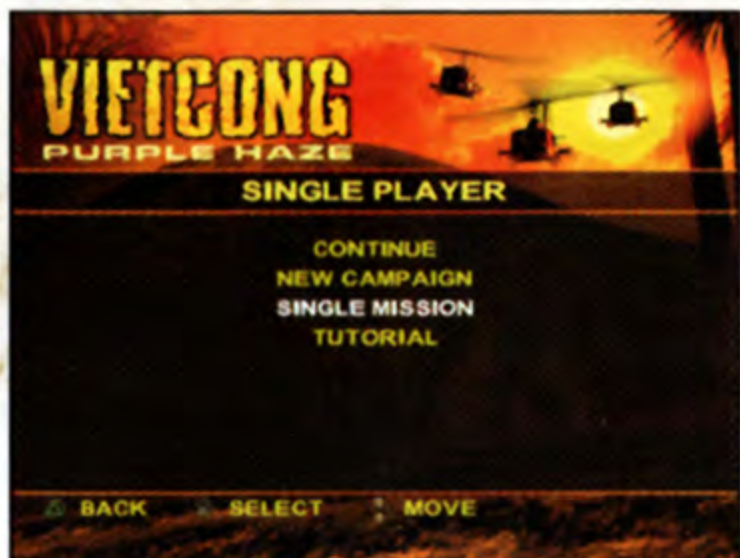 VIETCONG
PURPLE HAZE
SINGLE PLAYER
CONTINUE
NEW CAMPAIGN
SINGLE MISSION
TUTORIAL
BACK SELECT MOVE